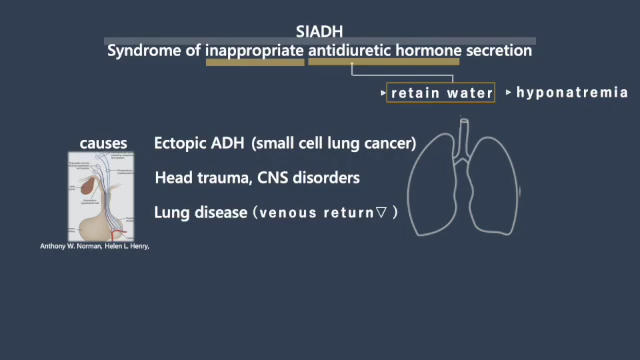 SIADH
Syndrome of inappropriate antidiuretic hormone secretion
▸retain water ▸hyponatremia
causes
Ectopic ADH (small cell lung cancer)
Head trauma, CNS disorders
Lung disease (venous return▽)
Anthony W. Norman, Helen L. Henry,